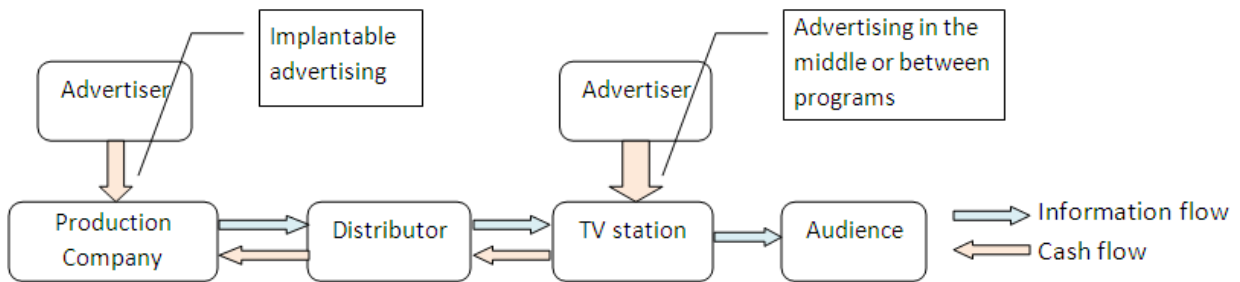 Implantable
advertising
Advertising in the
middle or between
programs
Advertiser
Advertiser
Production
Company
Distributor
TV station
Audience
Information flow
Cash flow